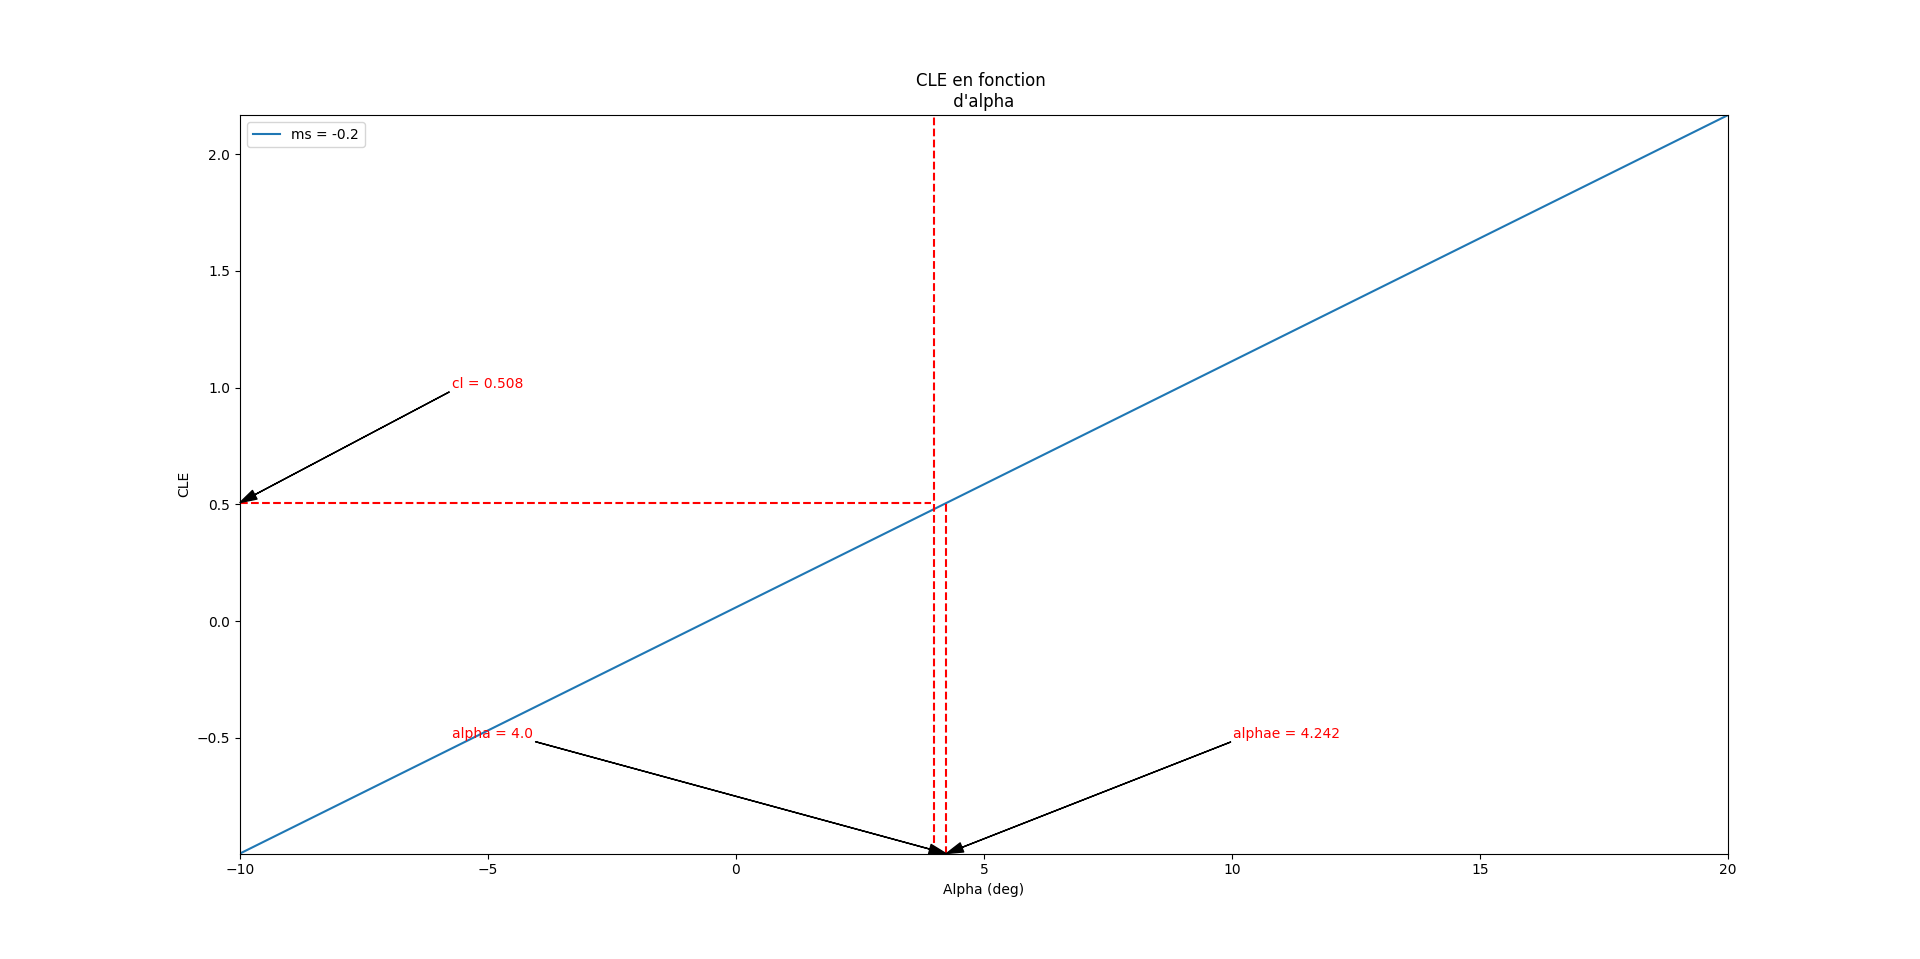 CLE en fonction
d'alpha
ms = -0.2
2.0
1.5
1.0
0.5
0.0
−0.5
CLE
cl = 0.508
alpha = 4.0
alphae = 4.242
−10
−5
0
5
10
15
20
Alpha (deg)